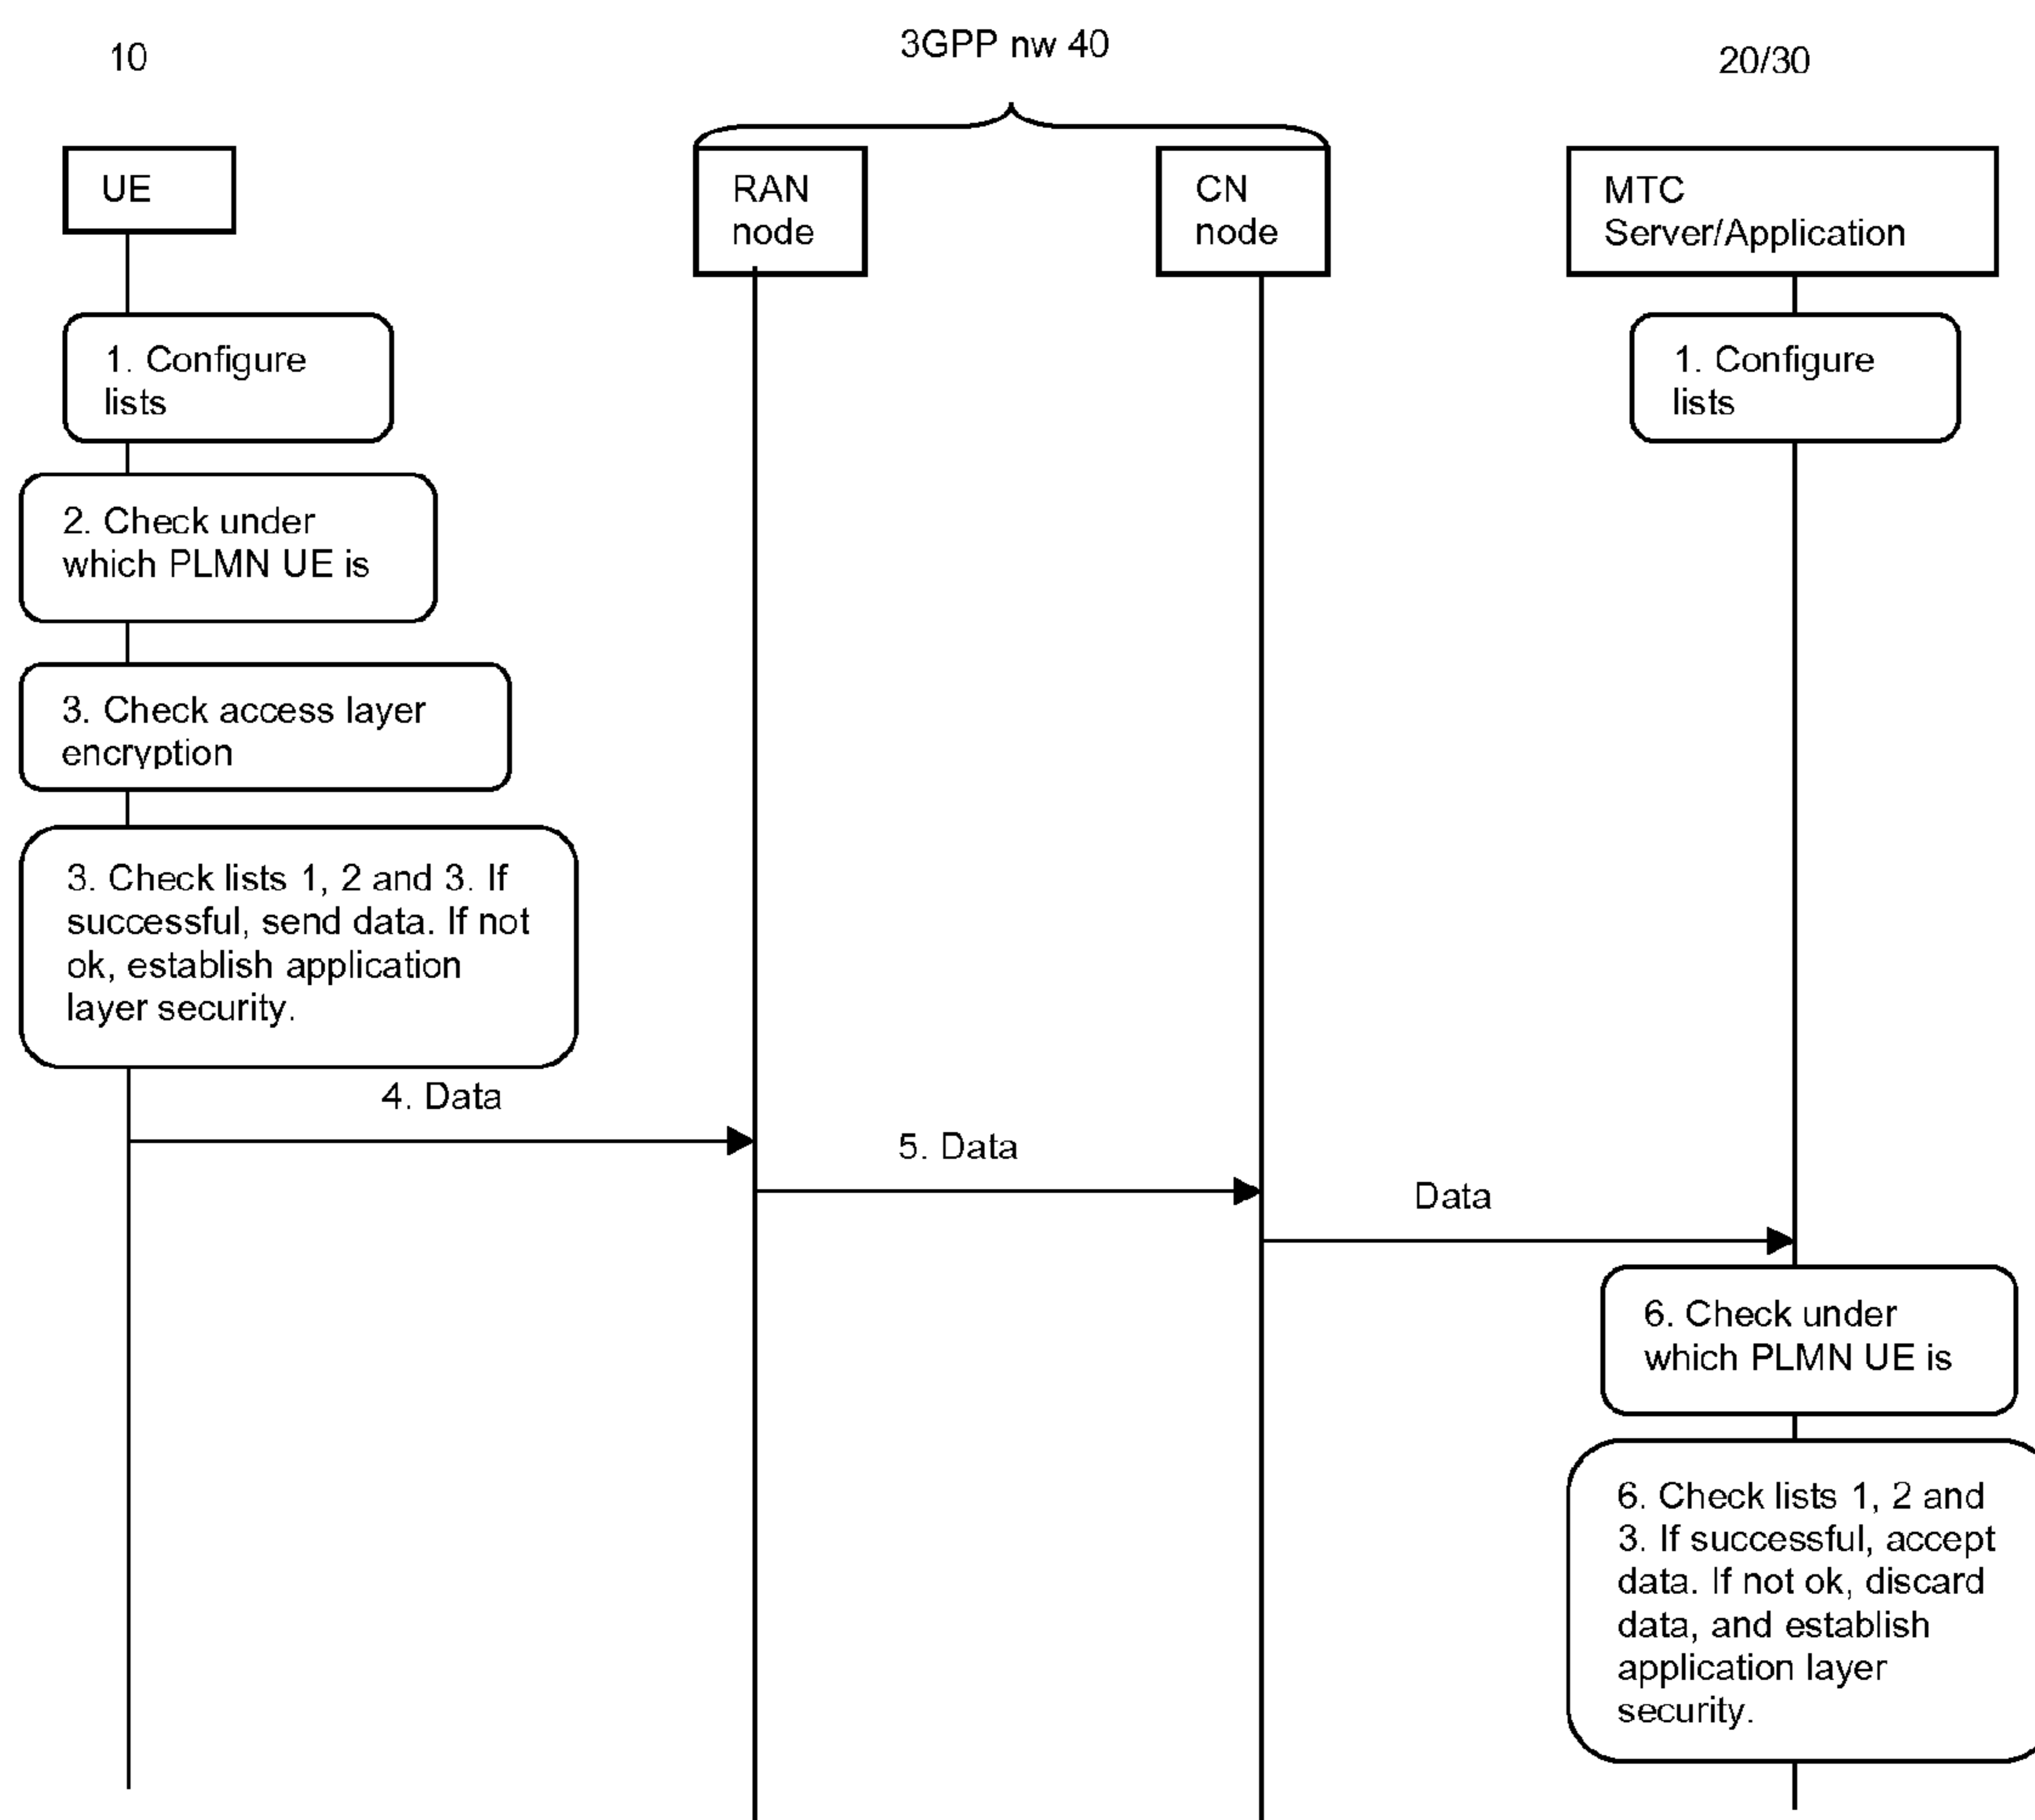 10
3GPP nw 40
20/30
UE
RAN
node
CN
node
MTC
Server/Application
1. Configure
lists
1. Configure
lists
2. Check under
which PLMN UE is
3. Check access layer
encryption
3. Check lists 1, 2 and 3. If
successful, send data. If not
ok, establish application
layer security.
4. Data
5. Data
Data
6. Check under
which PLMN UE is
6. Check lists 1, 2 and
3. If successful, accept
data. If not ok, discard
data, and establish
application layer
security.